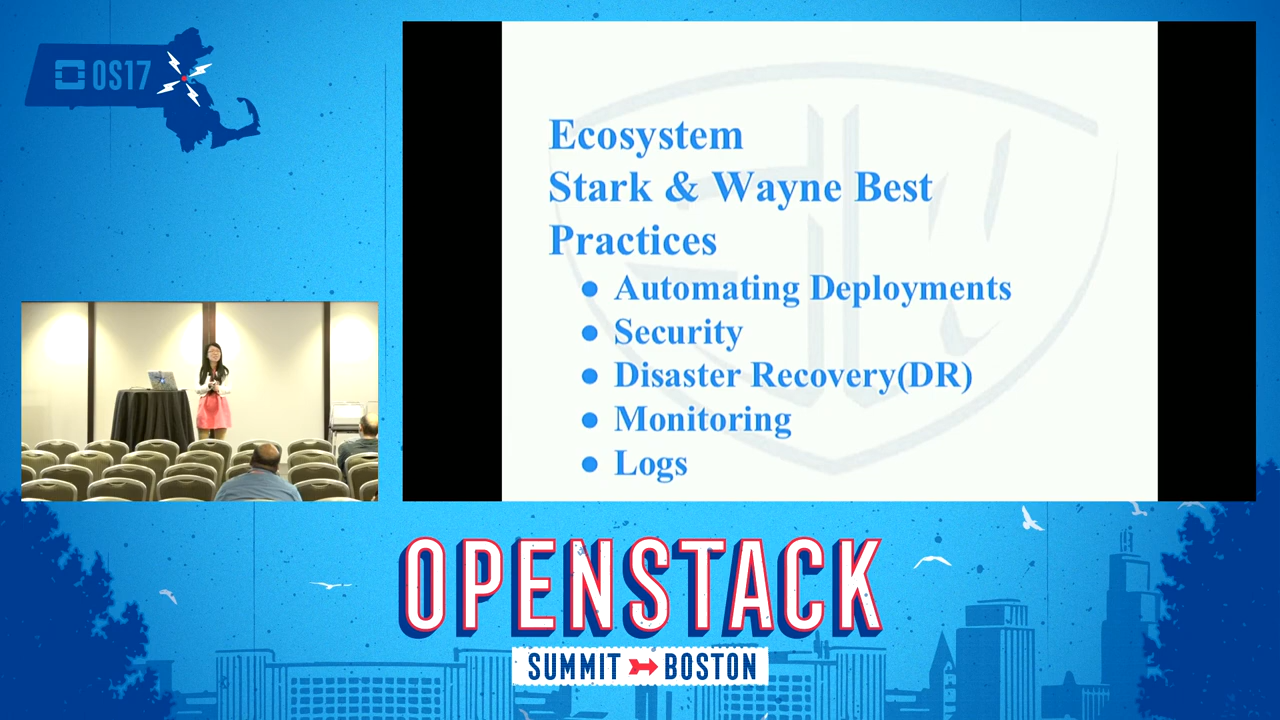 OS17
Ecosystem
Stark & Wayne Best
Practices
● Automating Deployments
● Security
● Disaster Recovery(DR)
● Monitoring
● Logs
OPENSTACK
SUMMIT BOSTON